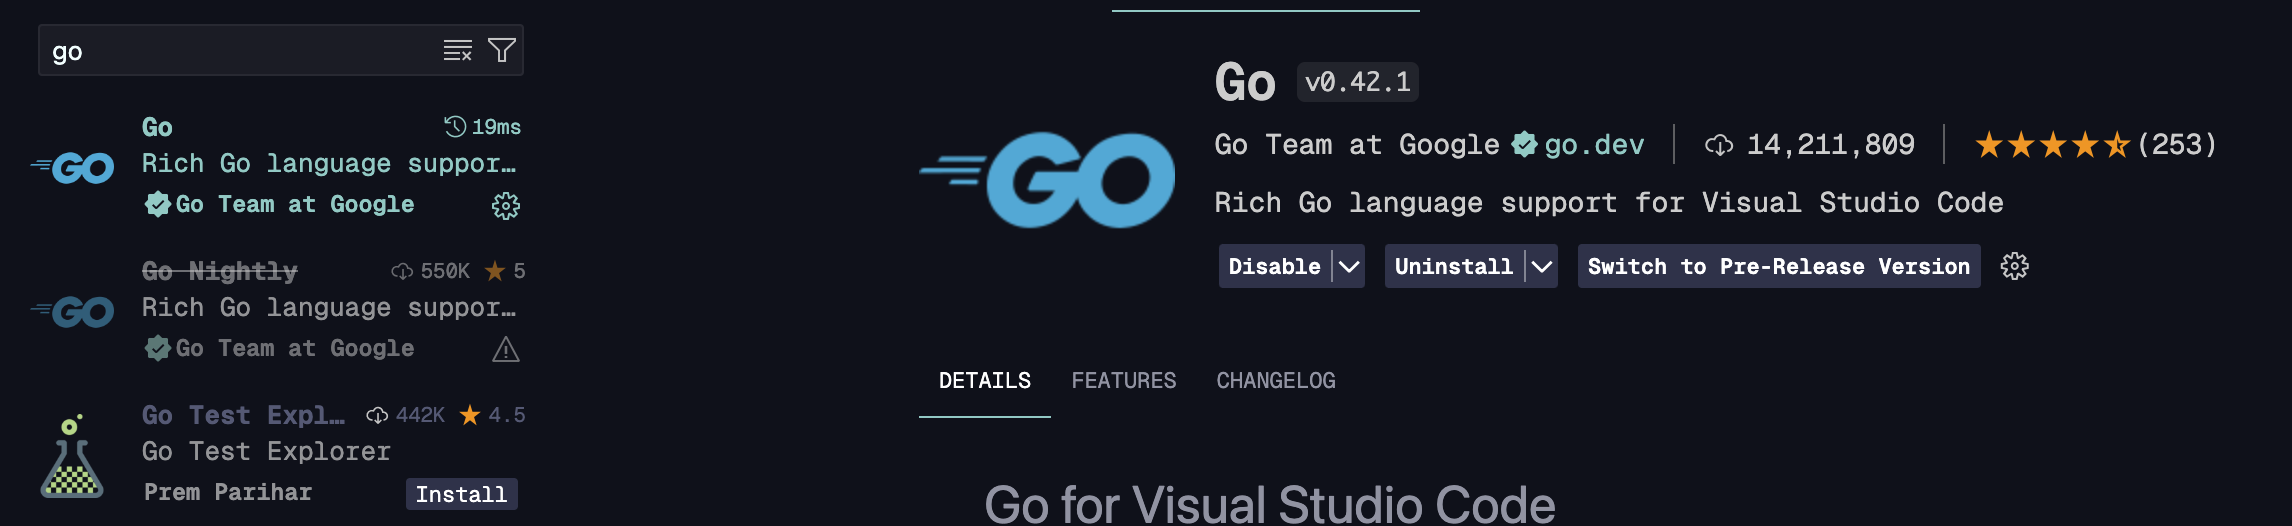 go
Go 19ms
GO Rich Go language suppor…
Go Team at Google
Go Nightly 550K 5
GO Rich Go language suppor…
Go Team at Google
Go Test Expl… 442K 4.5
Go Test Explorer
Prem Parihar Install
Go v0.42.1
GO Go Team at Google go.dev 14,211,809 (253)
Rich Go language support for Visual Studio Code
Disable Uninstall Switch to Pre-Release Version
DETAILS FEATURES CHANGELOG
Go for Visual Studio Code